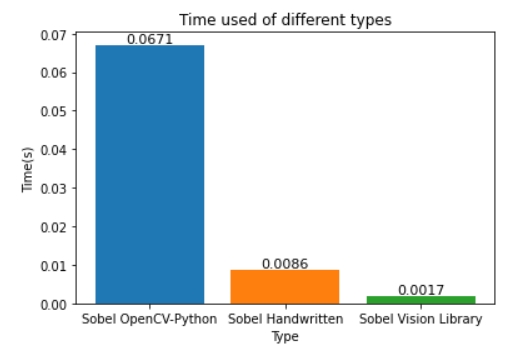 Time used of different types
0.07
0.06
0.05
0.04
0.03
0.02
0.01
0.00
Time(s)
0.0671
0.0086
0.0017
Sobel OpenCV-Python Sobel Handwritten Sobel Vision Library
Type